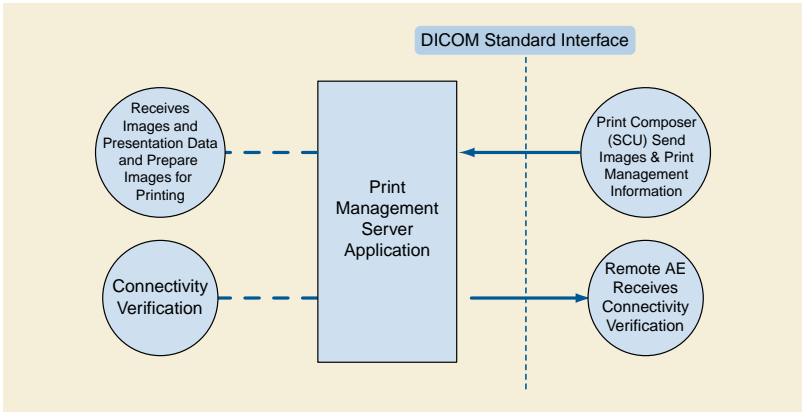 DICOM Standard Interface
Receives
Images and
Presentation Data
and Prepare
Images for
Printing
Print
Management
Server
Application
Print Composer
(SCU) Send
Images & Print
Management
Information
Connectivity
Verification
Remote AE
Receives
Connectivity
Verification